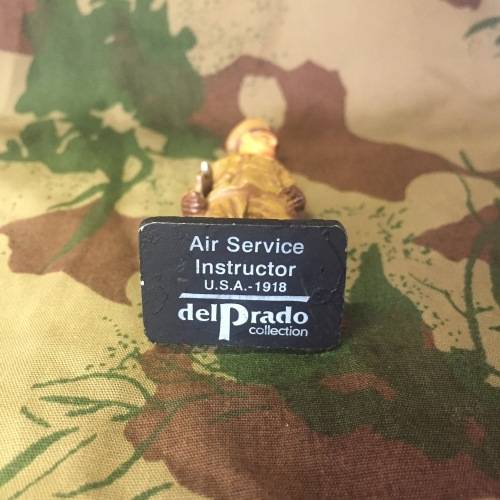 Air Service
Instructor
U.S.A.-1918
delPrado
collection